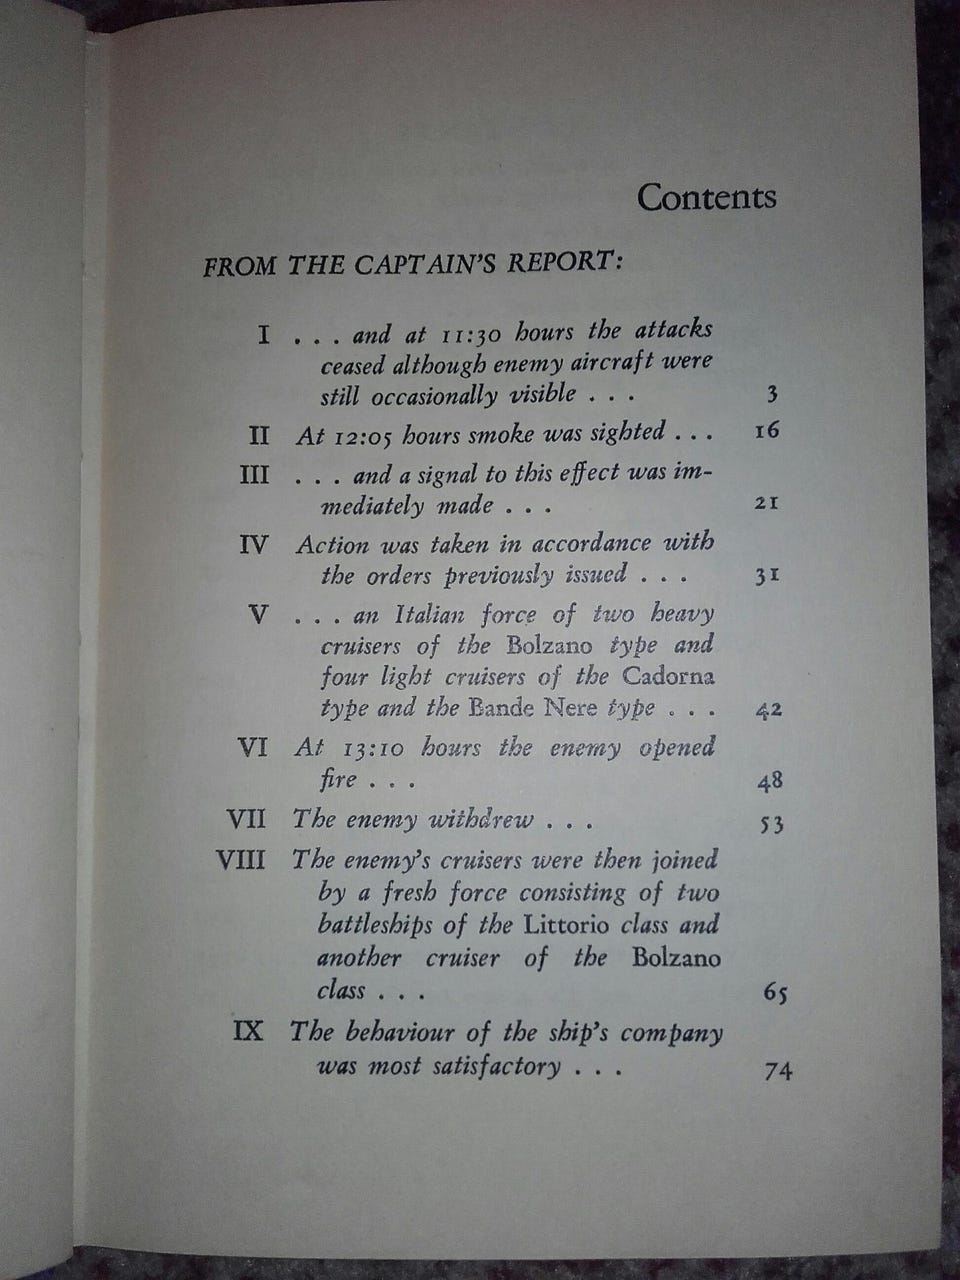 Contents
FROM THE CAPTAIN'S REPORT:
I . . . and at 11:30 hours the attacks
ceased although enemy aircraft were
still occasionally visible . . . 3
II At 12:05 hours smoke was sighted . . . 16
III . . . and a signal to this effect was im-
mediately made . . . 21
IV Action was taken in accordance with
the orders previously issued . . . 31
V . . . an Italian force of two heavy
cruisers of the Bolzano type and
four light cruisers of the Cadorna
type and the Bande Nere type . . . 42
VI At 13:10 hours the enemy opened
fire . . . 48
VII The enemy withdrew . . . 53
VIII The enemy's cruisers were then joined
by a fresh force consisting of two
battleships of the Littorio class and
another cruiser of the Bolzano
class . . . 65
IX The behaviour of the ship's company
was most satisfactory . . . 74